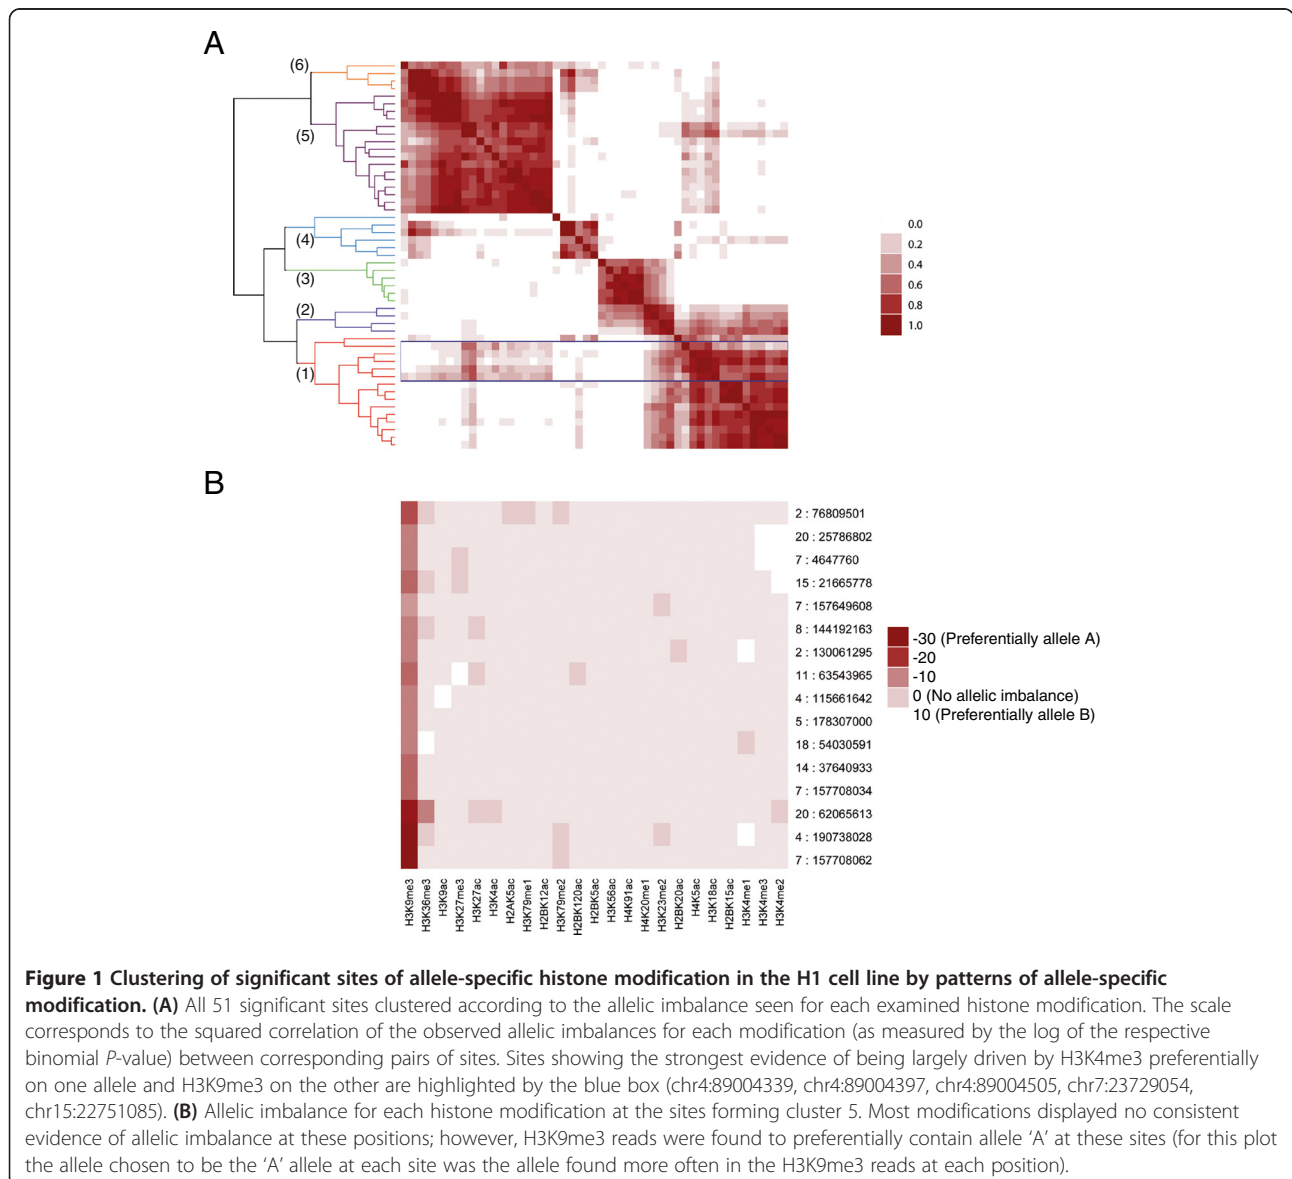 A
(6)
(5)
(4)
(3)
(2)
(1)
0.0
0.2
0.4
0.6
0.8
1.0
B
2 : 76809501
20 : 25786802
7 : 4647760
15 : 21665778
7 : 157649608
8 : 144192163
2 : 130061295
11 : 63543965
4 : 115661642
5 : 178307000
18 : 54030591
14 : 37640933
7 : 157708034
20 : 62065613
4 : 190738028
7 : 157708062
-30 (Preferentially allele A)
-20
-10
0 (No allelic imbalance)
10 (Preferentially allele B)
H3K9me3
H3K36me3
H3K9ac
H3K27me3
H3K27ac
H3K4ac
H2AK5ac
H3K79me1
H2BK12ac
H3K79me2
H2BK120ac
H2BK5ac
H3K56ac
H4K91ac
H4K20me1
H3K23me2
H2BK20ac
H4K5ac
H3K18ac
H2BK15ac
H3K4me1
H3K4me3
H3K4me2
Figure 1 Clustering of significant sites of allele-specific histone modification in the H1 cell line by patterns of allele-specific
modification. (A) All 51 significant sites clustered according to the allelic imbalance seen for each examined histone modification. The scale
corresponds to the squared correlation of the observed allelic imbalances for each modification (as measured by the log of the respective
binomial P-value) between corresponding pairs of sites. Sites showing the strongest evidence of being largely driven by H3K4me3 preferentially
on one allele and H3K9me3 on the other are highlighted by the blue box (chr4:89004339, chr4:89004397, chr4:89004505, chr7:23729054,
chr15:22751085). (B) Allelic imbalance for each histone modification at the sites forming cluster 5. Most modifications displayed no consistent
evidence of allelic imbalance at these positions; however, H3K9me3 reads were found to preferentially contain allele ‘A’ at these sites (for this plot
the allele chosen to be the ‘A’ allele at each site was the allele found more often in the H3K9me3 reads at each position).